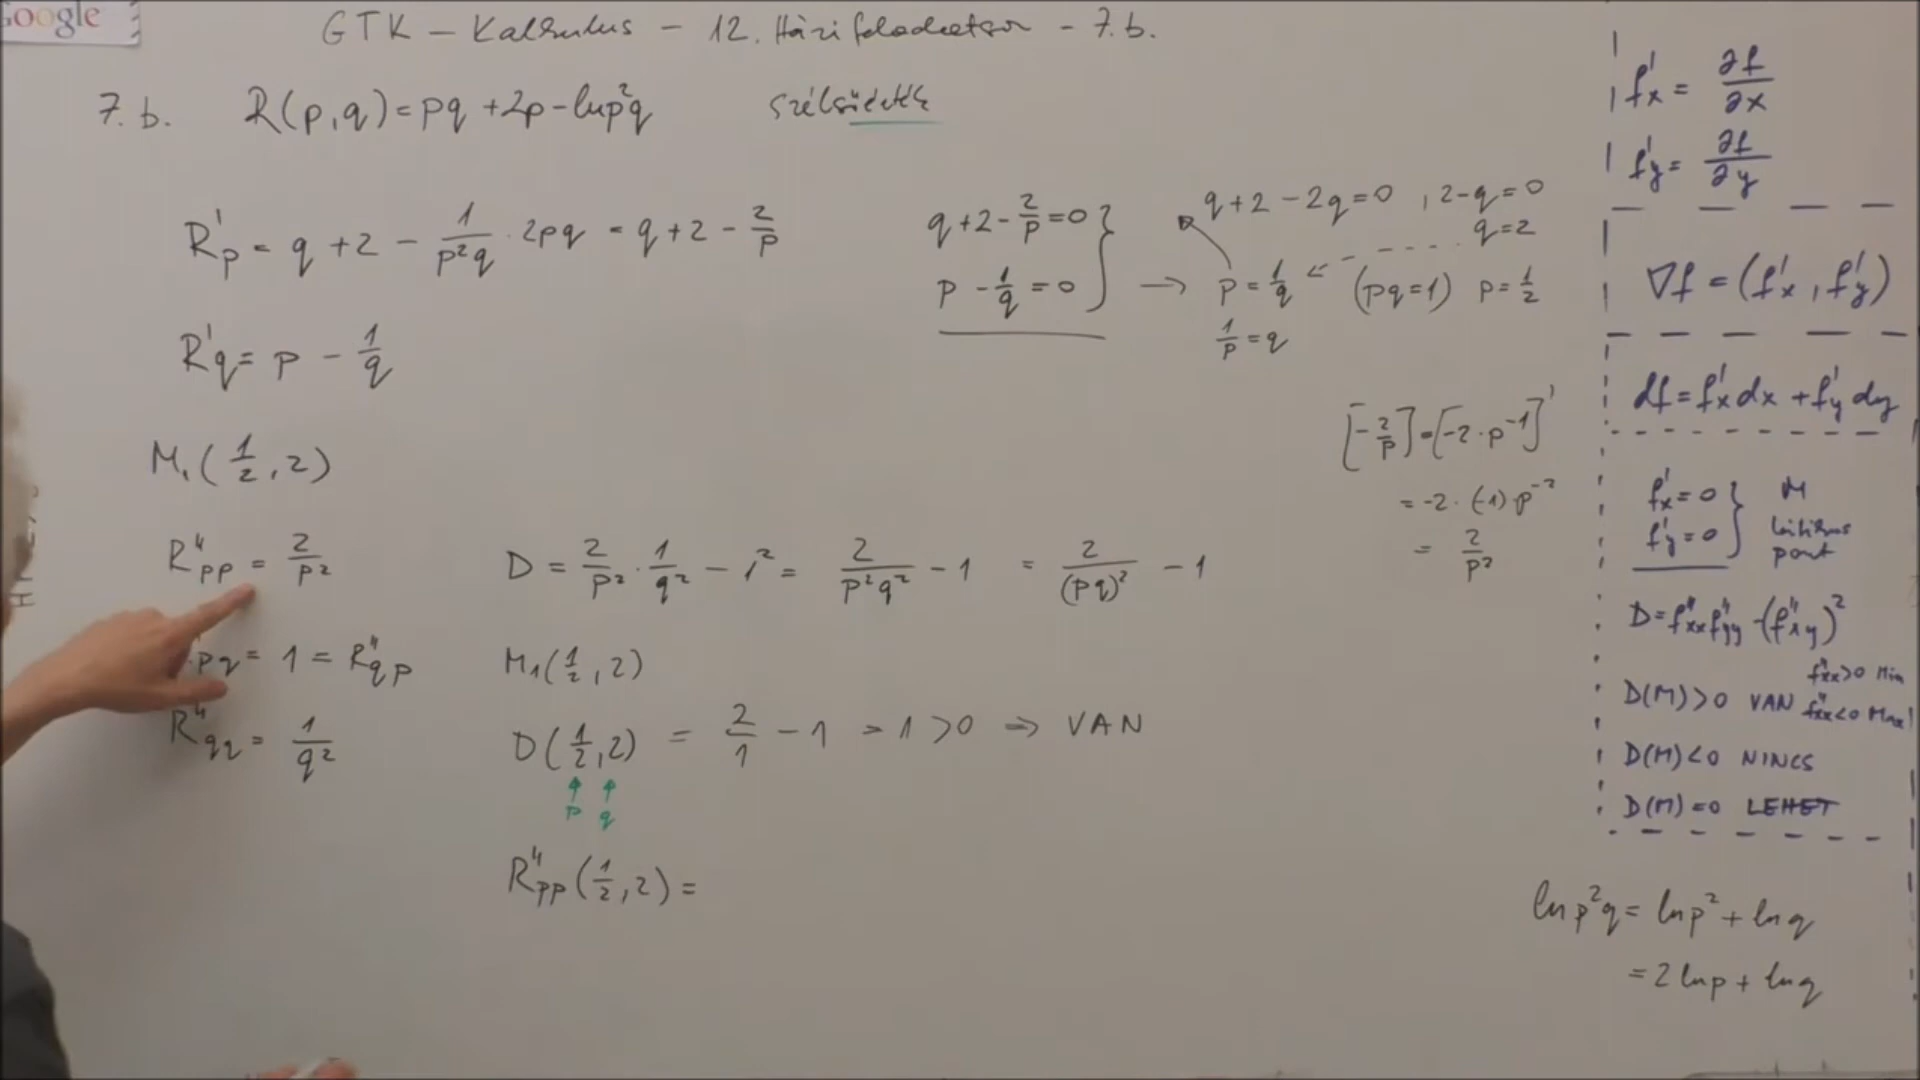 Google
GTK – Kalkulus – 12. Házi feladatsor – 7.b.
7. b. R(p,q) = pq + 2p - ln p²q szélsőérték
R'p = q + 2 - 1/(p²q) · 2pq = q + 2 - 2/p
R'q = p - 1/q
q + 2 - 2/p = 0 }
p - 1/q = 0 } → p = 1/q (pq = 1) p = 1/2
1/p = q
q + 2 - 2q = 0 , 2 - q = 0
q = 2
M₁(1/2, 2)
[-2/p] = [-2 · p⁻¹]'
= -2 · (-1) p⁻²
= 2/p²
R''pp = 2/p²
pq = 1 = R''qp
R''qq = 1/q²
D = 2/p² · 1/q² - 1² = 2/(p²q²) - 1 = 2/(pq)² - 1
M₁(1/2, 2)
D(1/2, 2) = 2/1 - 1 = 1 > 0 ⇒ VAN
↑ ↑
p q
R''pp(1/2, 2) =
f'x = ∂f/∂x
f'y = ∂f/∂y
∇f = (f'x, f'y)
df = f'x dx + f'y dy
f'x = 0 } M
f'y = 0 } kritikus
pont
D = f''xx f''yy - (f''xy)²
D(M) > 0 VAN f''xx > 0 Min
f''xx < 0 Max
D(M) < 0 NINCS
D(M) = 0 LEHET
ln p²q = ln p² + ln q
= 2 ln p + ln q